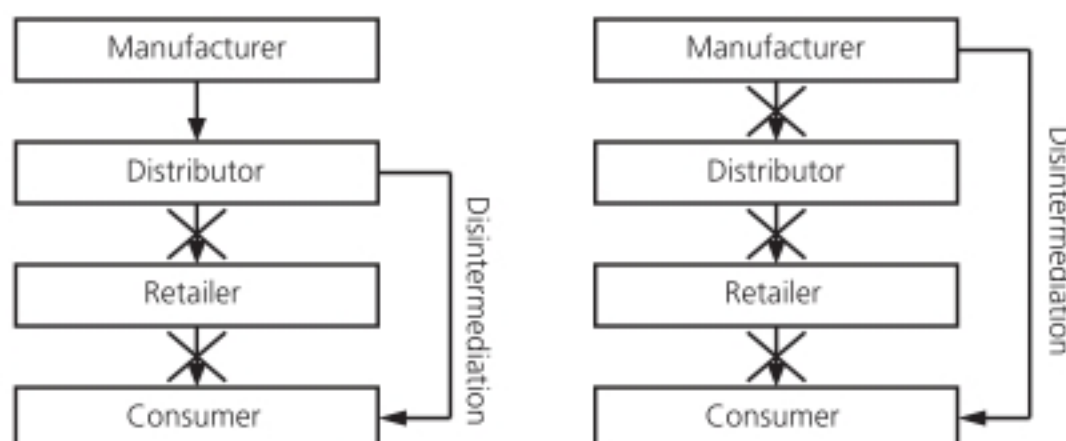 Manufacturer
Distributor
Retailer
Consumer
Disintermediation
Manufacturer
Distributor
Retailer
Consumer
Disintermediation